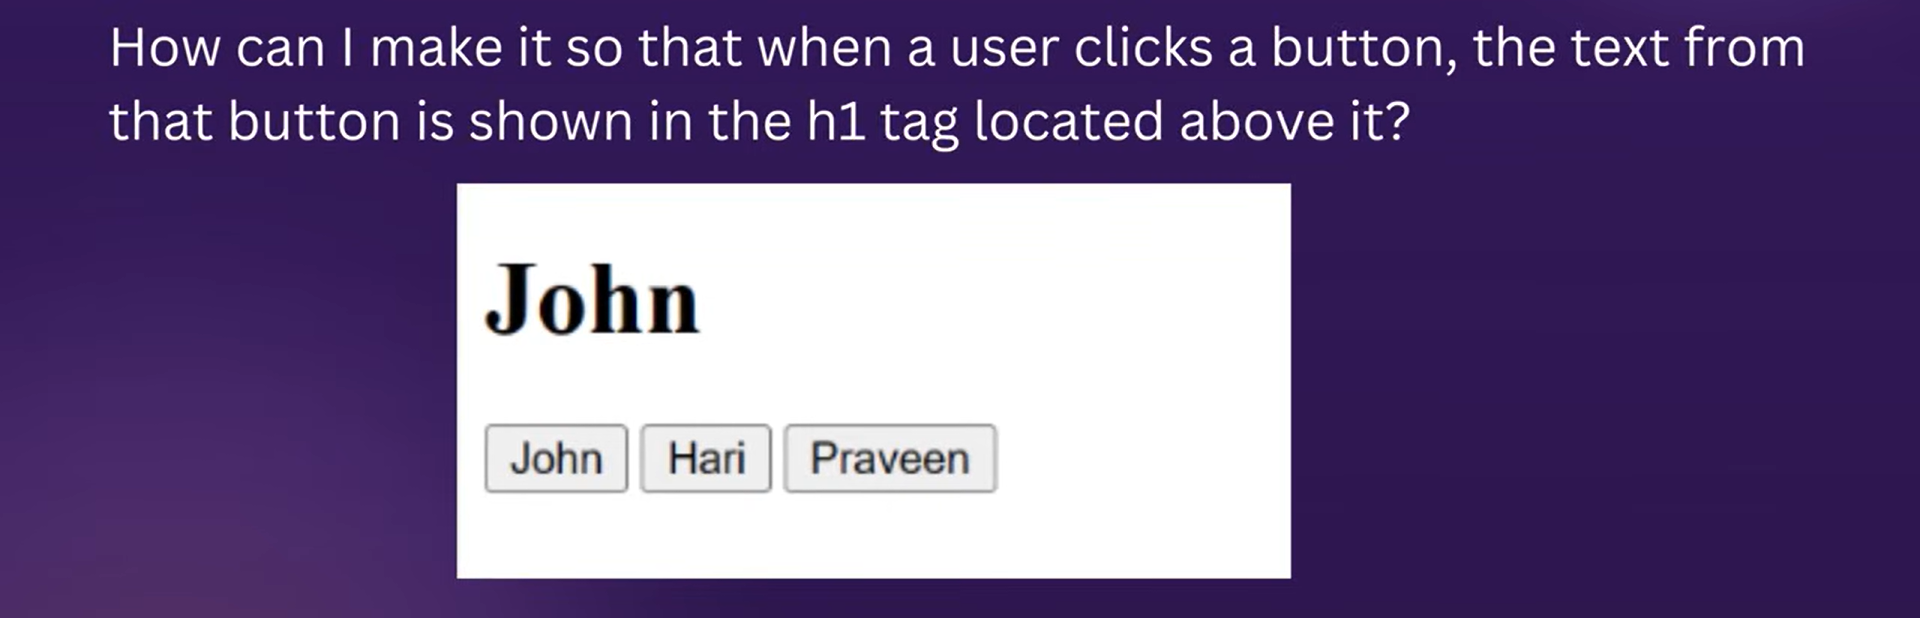 How can I make it so that when a user clicks a button, the text from
that button is shown in the h1 tag located above it?
John
John Hari Praveen